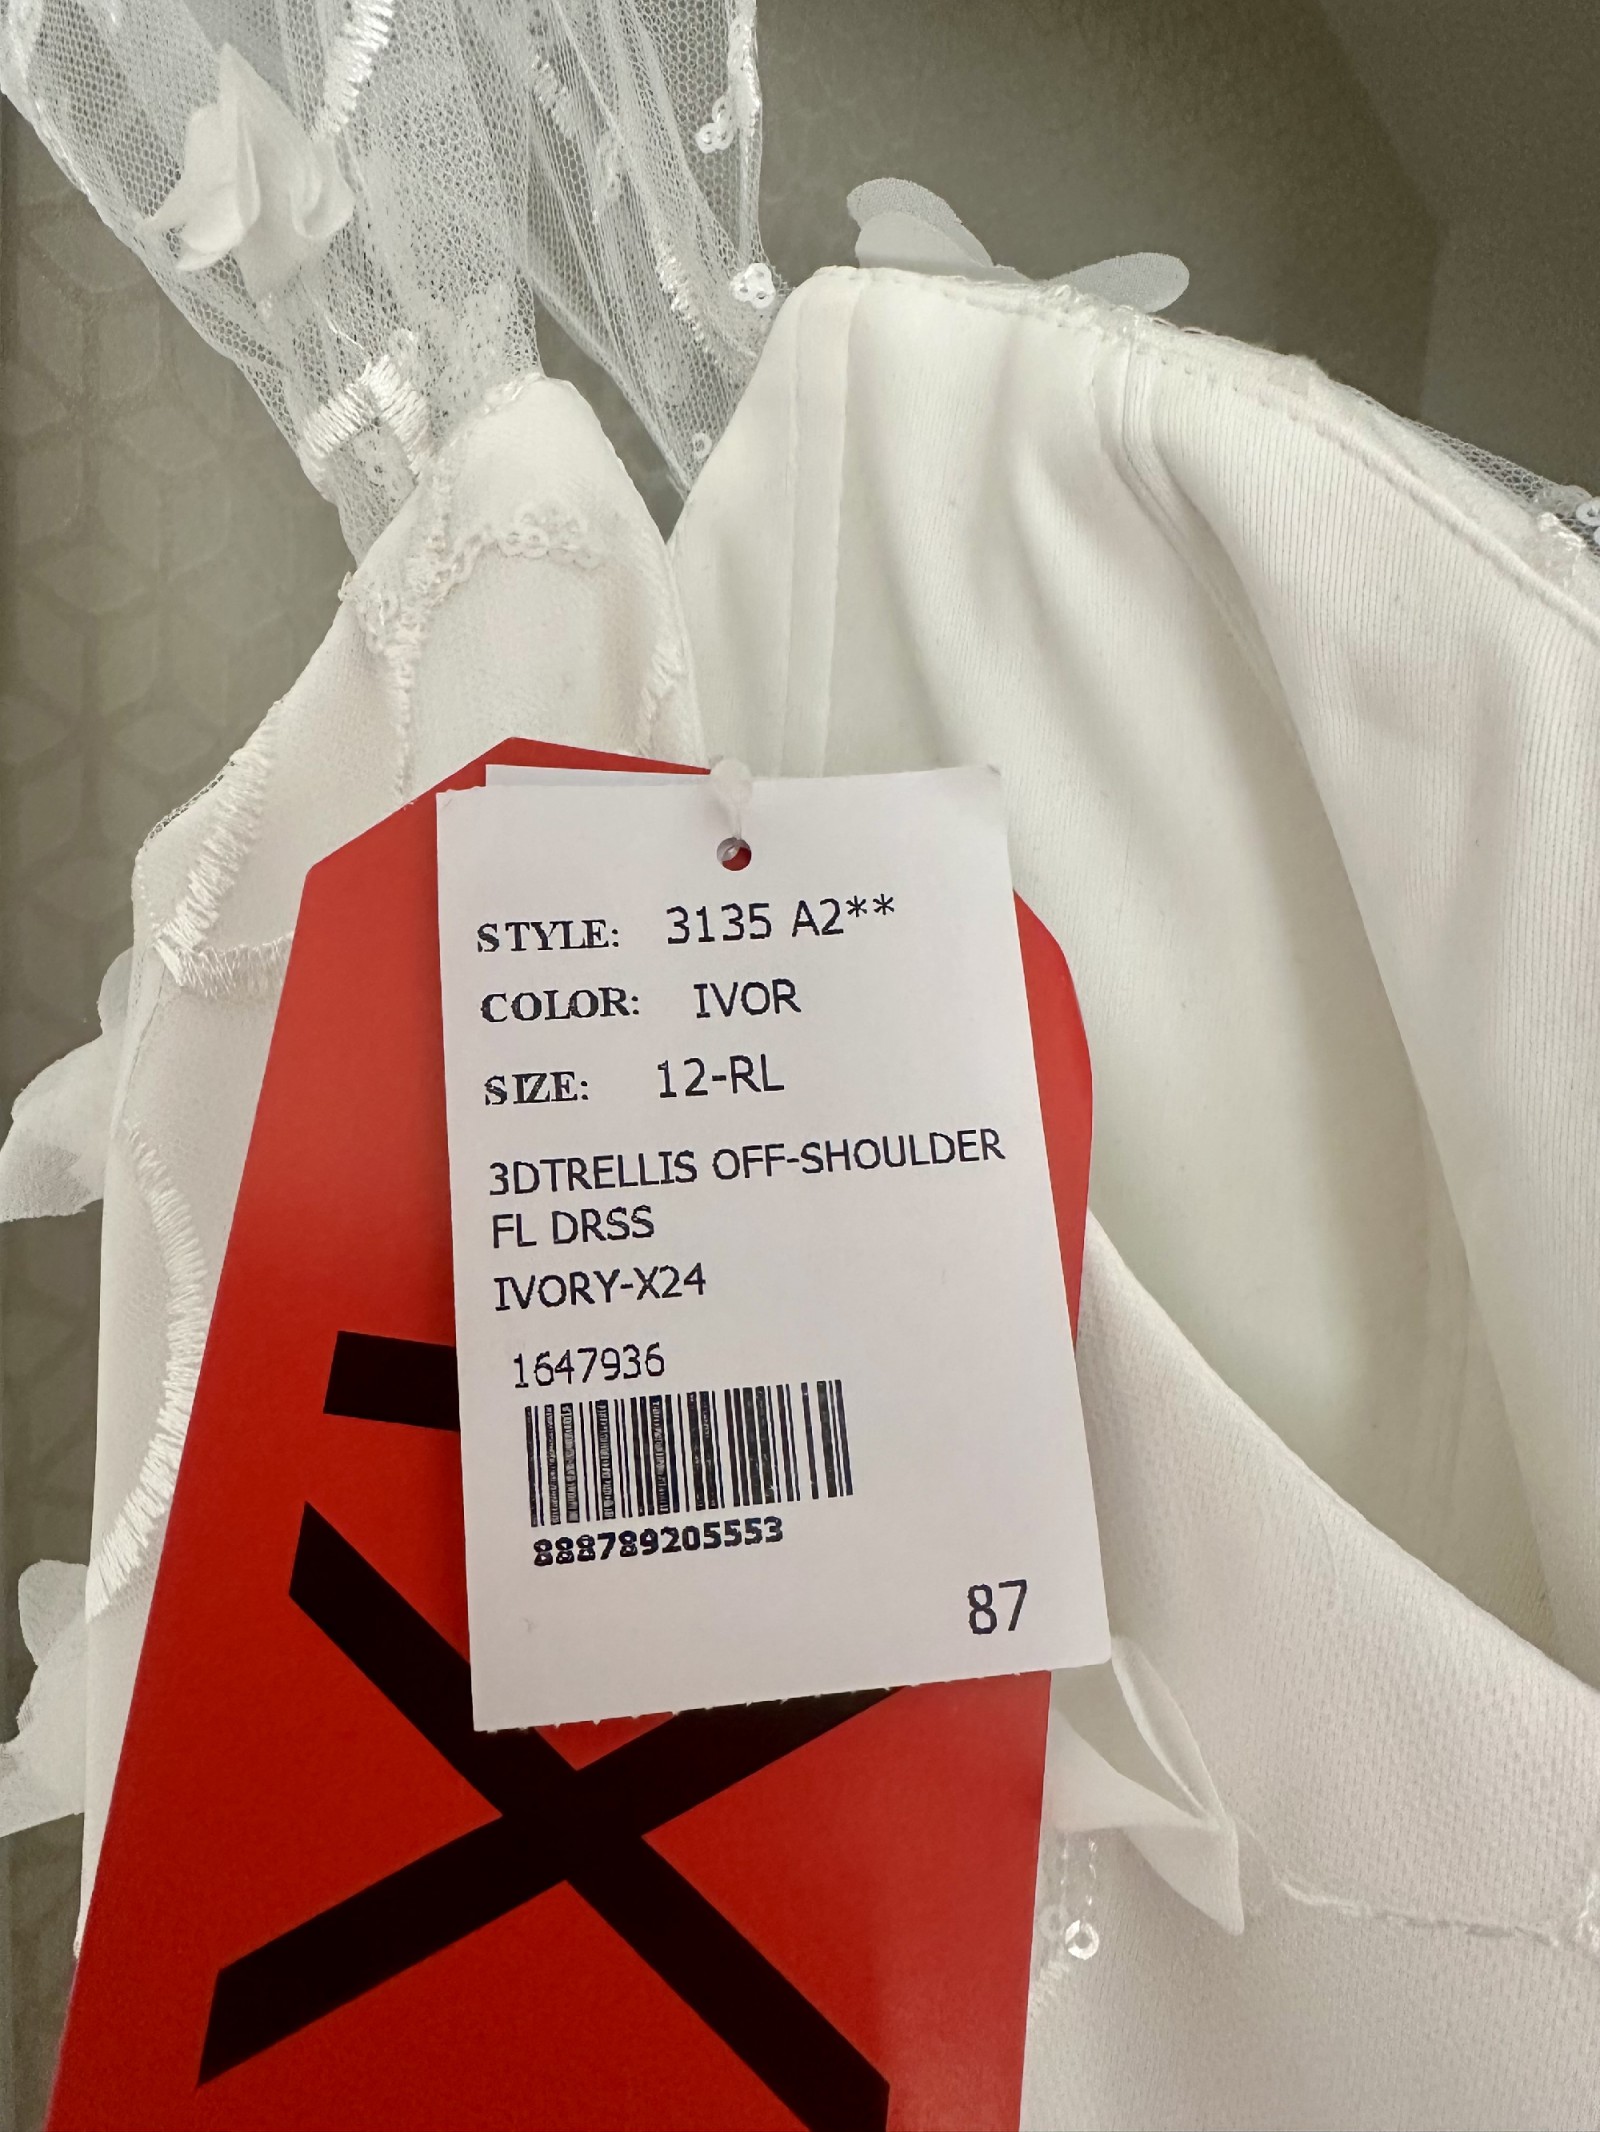 STYLE: 3135 A2**
COLOR: IVOR
SIZE: 12-RL
3DTRELLIS OFF-SHOULDER
FL DRSS
IVORY-X24
1647936
888789205553
87